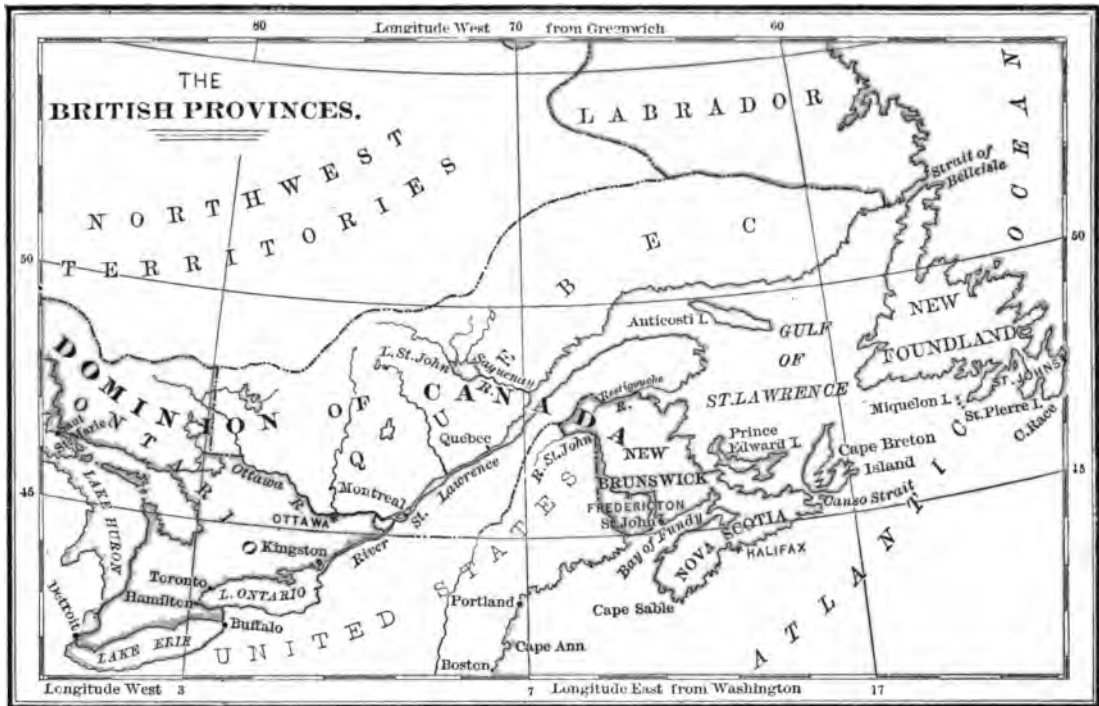 80 Longitude West 70 from Greenwich 60
THE
BRITISH PROVINCES.
NORTHWEST
TERRITORIES
LABRADOR
OCEAN
Strait of
Belleisle
50
50
QUEBEC
Anticosti I.
GULF
OF
ST. LAWRENCE
NEW
FOUNDLAND
ST. JOHNS
Miquelon I.
St. Pierre I.
C. Race
DOMINION OF CANADA
L. St. John
Saguenay
R.
Restigouche
R.
ONTARIO
Saut
Ste Marie
Quebec
R. St. John
NEW
BRUNSWICK
Prince
Edward I.
Cape Breton
Island
Canso Strait
Ottawa R.
Montreal
St. Lawrence
River
FREDERICTON
St John
45
45
OTTAWA
Bay of Fundy
NOVA SCOTIA
HALIFAX
LAKE HURON
Kingston
Toronto
Hamilton
L. ONTARIO
Detroit
Buffalo
LAKE ERIE
UNITED STATES
Portland
Cape Sable
Cape Ann
Boston
ATLANTIC
Longitude West 3 7 Longitude East from Washington 17